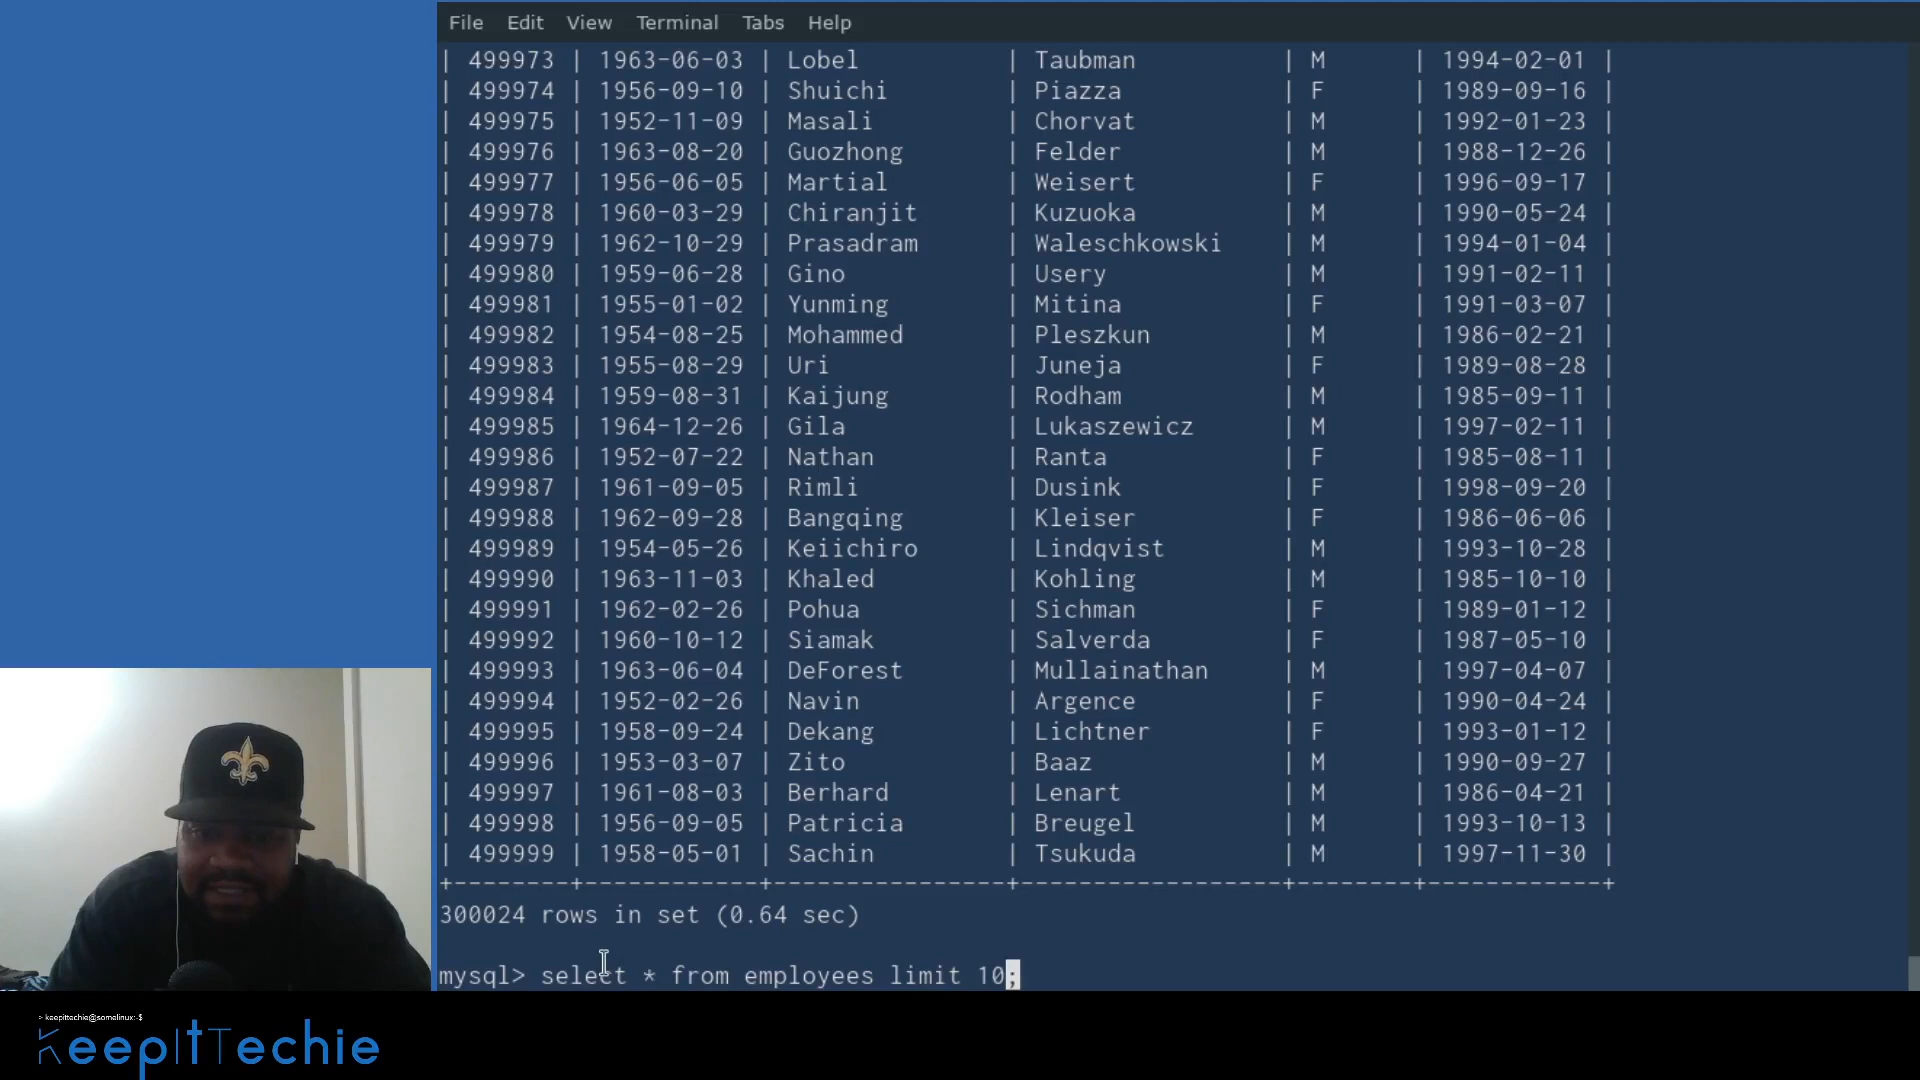 File Edit View Terminal Tabs Help
| 499973 | 1963-06-03 | Lobel | Taubman | M | 1994-02-01 |
| 499974 | 1956-09-10 | Shuichi | Piazza | F | 1989-09-16 |
| 499975 | 1952-11-09 | Masali | Chorvat | M | 1992-01-23 |
| 499976 | 1963-08-20 | Guozhong | Felder | M | 1988-12-26 |
| 499977 | 1956-06-05 | Martial | Weisert | F | 1996-09-17 |
| 499978 | 1960-03-29 | Chiranjit | Kuzuoka | M | 1990-05-24 |
| 499979 | 1962-10-29 | Prasadram | Waleschkowski | M | 1994-01-04 |
| 499980 | 1959-06-28 | Gino | Usery | M | 1991-02-11 |
| 499981 | 1955-01-02 | Yunming | Mitina | F | 1991-03-07 |
| 499982 | 1954-08-25 | Mohammed | Pleszkun | M | 1986-02-21 |
| 499983 | 1955-08-29 | Uri | Juneja | F | 1989-08-28 |
| 499984 | 1959-08-31 | Kaijung | Rodham | M | 1985-09-11 |
| 499985 | 1964-12-26 | Gila | Lukaszewicz | M | 1997-02-11 |
| 499986 | 1952-07-22 | Nathan | Ranta | F | 1985-08-11 |
| 499987 | 1961-09-05 | Rimli | Dusink | F | 1998-09-20 |
| 499988 | 1962-09-28 | Bangqing | Kleiser | F | 1986-06-06 |
| 499989 | 1954-05-26 | Keiichiro | Lindqvist | M | 1993-10-28 |
| 499990 | 1963-11-03 | Khaled | Kohling | M | 1985-10-10 |
| 499991 | 1962-02-26 | Pohua | Sichman | F | 1989-01-12 |
| 499992 | 1960-10-12 | Siamak | Salverda | F | 1987-05-10 |
| 499993 | 1963-06-04 | DeForest | Mullainathan | M | 1997-04-07 |
| 499994 | 1952-02-26 | Navin | Argence | F | 1990-04-24 |
| 499995 | 1958-09-24 | Dekang | Lichtner | F | 1993-01-12 |
| 499996 | 1953-03-07 | Zito | Baaz | M | 1990-09-27 |
| 499997 | 1961-08-03 | Berhard | Lenart | M | 1986-04-21 |
| 499998 | 1956-09-05 | Patricia | Breugel | M | 1993-10-13 |
| 499999 | 1958-05-01 | Sachin | Tsukuda | M | 1997-11-30 |
+--------+------------+-----------------+------------------+--------+------------+
300024 rows in set (0.64 sec)
mysql> select * from employees limit 10;
> keepittechie@somelinux:-$
KeepItTechie